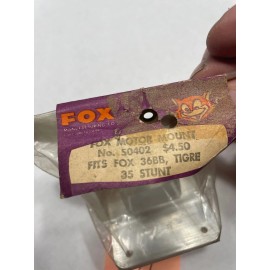 FOX
FOX MOTOR MOUNT
No. 50402 $4.50
FITS FOX 36BB, TIGRE
35 STUNT